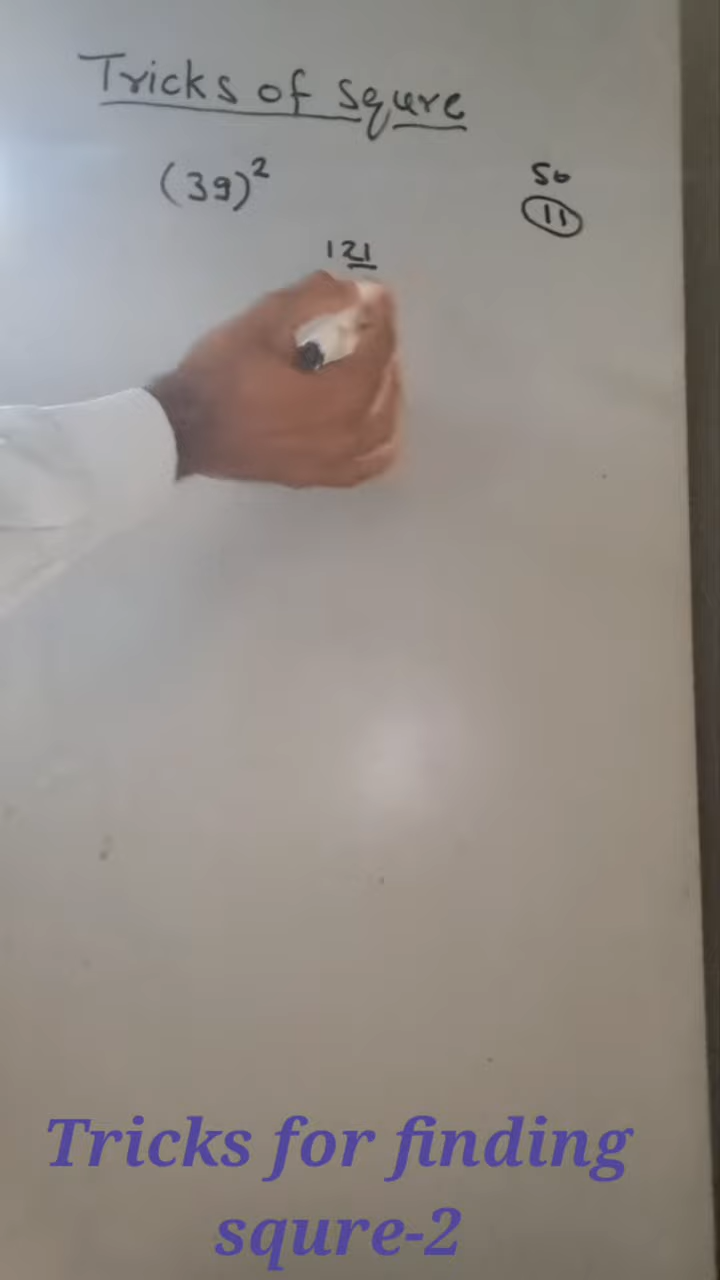 Tricks of squre
(39)²
50
11
121
Tricks for finding
squre-2